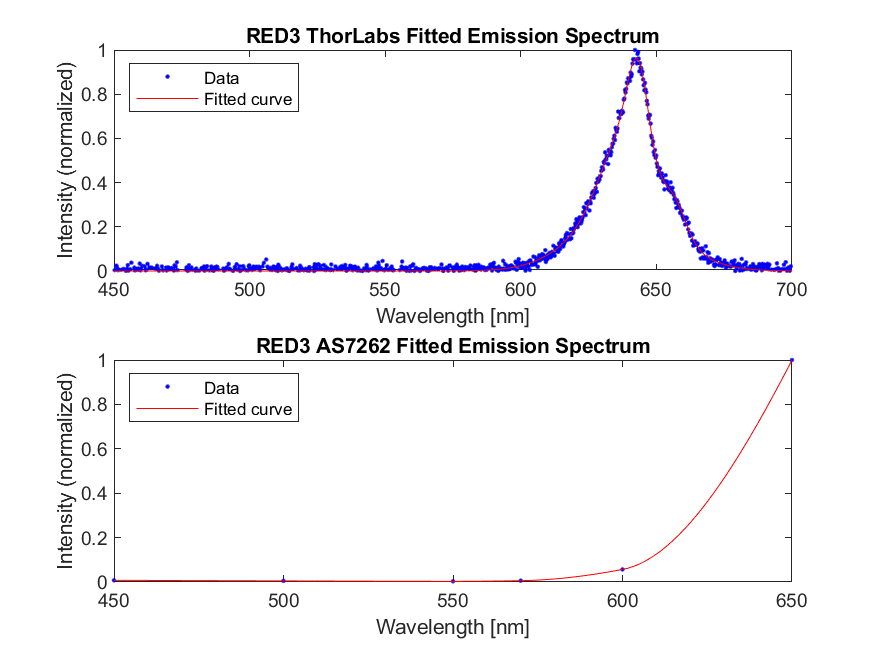 RED3 ThorLabs Fitted Emission Spectrum
Intensity (normalized)
1
0.8
0.6
0.4
0.2
0
Data
Fitted curve
450 500 550 600 650 700
Wavelength [nm]
RED3 AS7262 Fitted Emission Spectrum
Intensity (normalized)
1
0.8
0.6
0.4
0.2
0
Data
Fitted curve
450 500 550 600 650
Wavelength [nm]